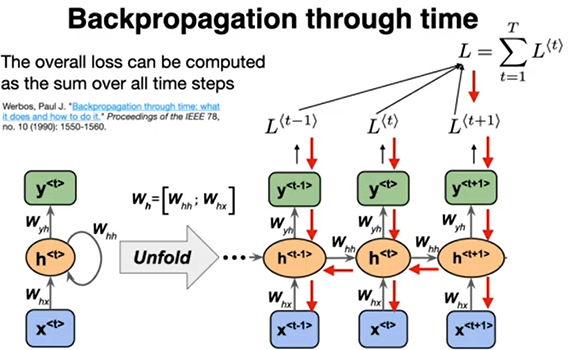 Backpropagation through time
The overall loss can be computed
as the sum over all time steps
Werbos, Paul J. "Backpropagation through time: what
it does and how to do it." Proceedings of the IEEE 78,
no. 10 (1990): 1550-1560.
L = ∑_{t=1}^{T} L^{⟨t⟩}
L^{⟨t−1⟩} L^{⟨t⟩} L^{⟨t+1⟩}
W_h=[W_hh ; W_hx]
y^{<t>} y^{<t-1>} y^{<t>} y^{<t+1>}
W_yh W_hh W_yh W_yh W_yh
h^{<t>} Unfold h^{<t-1>} W_hh h^{<t>} W_hh h^{<t+1>}
W_hx W_hx W_hx W_hx
x^{<t>} x^{<t-1>} x^{<t>} x^{<t+1>}